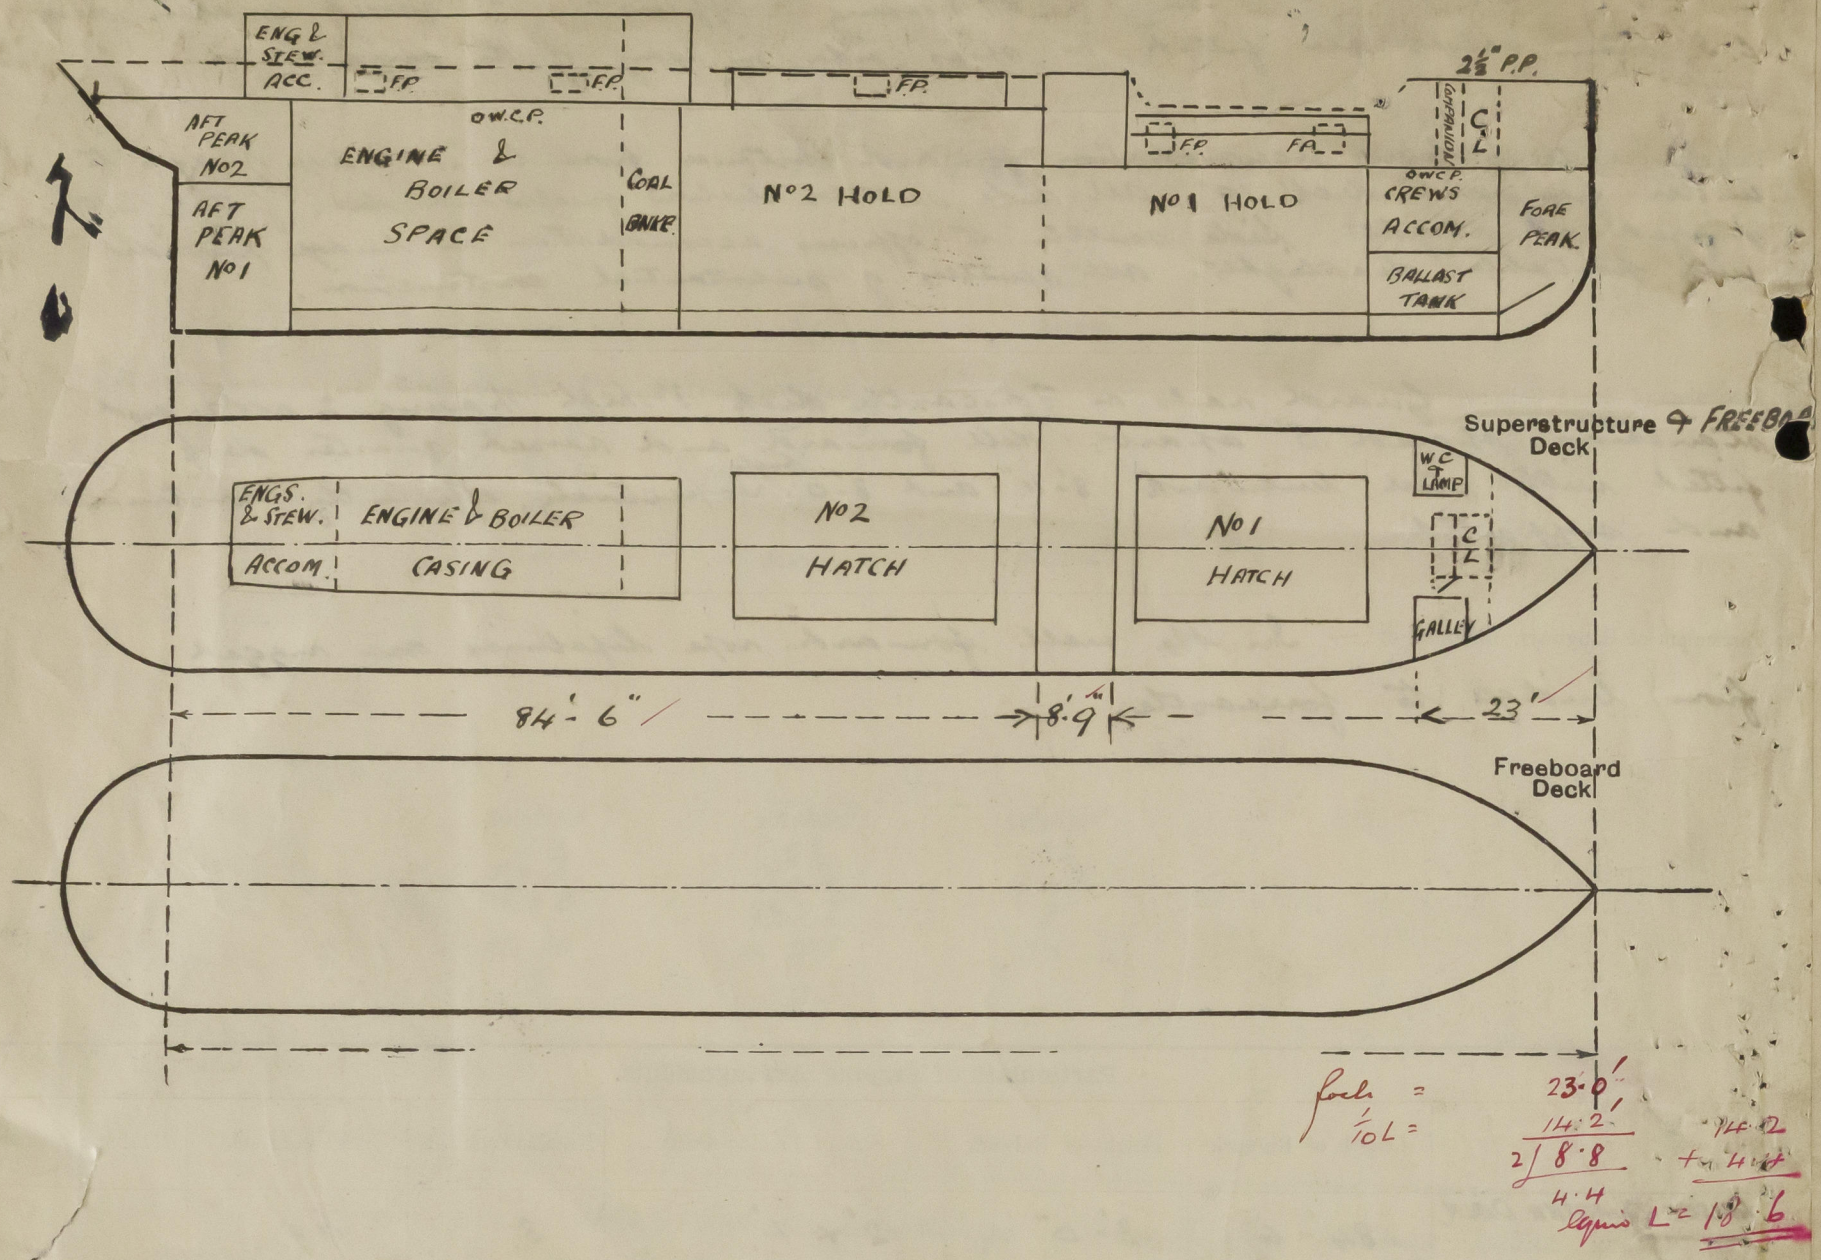 ENG &
STEW.
ACC.
F.P.
F.P.
F.P.
2½" P.P.
COMPANION
C
L
AFT
PEAK
No2
O.W.C.P.
ENGINE &
BOILER
SPACE
COAL
BNKR.
No2 HOLD
F.P.
F.P.
No1 HOLD
O.W.C.P.
CREWS
ACCOM.
FORE
PEAK.
AFT
PEAK
No1
BALLAST
TANK
Superstructure & FREEBOA
Deck
W C
&
LAMP
ENGS.
& STEW.
ACCOM.
ENGINE & BOILER
CASING
No2
HATCH
No1
HATCH
C
L
GALLEY
84'- 6"
8'.9"
23'
Freeboard
Deck
23.0'
1/10 L =
14.2'
2 8.8
4.4
14.2
+ 4.4
L = 18.6